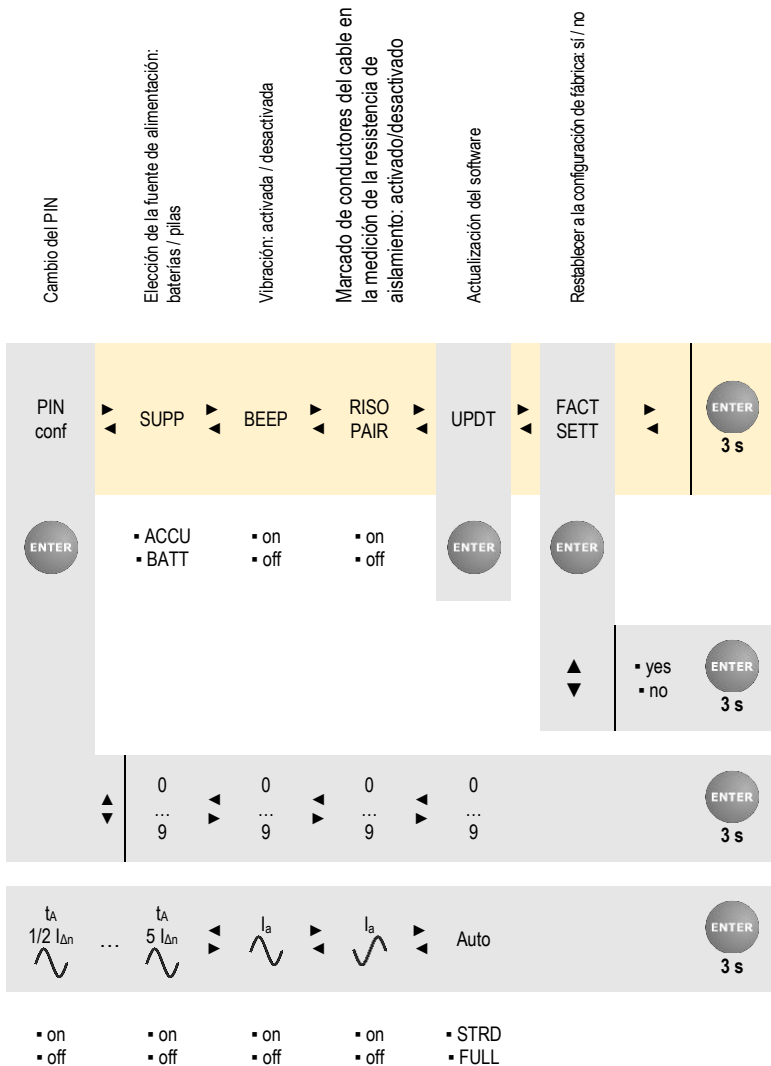 Cambio del PIN
Elección de la fuente de alimentación:
baterías / pilas
Vibración: activada / desactivada
Marcado de conductores del cable en
la medición de la resistencia de
aislamiento: activado/desactivado
Actualización del software
Restablecer a la configuración de fábrica: sí / no
PIN
conf
►
◄
SUPP
►
◄
BEEP
►
◄
RISO
PAIR
►
◄
UPDT
►
◄
FACT
SETT
►
◄
ENTER
3 s
ENTER
▪ ACCU
▪ BATT
▪ on
▪ off
▪ on
▪ off
ENTER
ENTER
▲
▼
▪ yes
▪ no
ENTER
3 s
▲
▼
0
…
9
◄
►
0
…
9
◄
►
0
…
9
◄
►
0
…
9
ENTER
3 s
tA
1/2 IΔn
…
tA
5 IΔn
◄
►
Ia
►
◄
Ia
►
◄
Auto
ENTER
3 s
▪ on
▪ off
▪ on
▪ off
▪ on
▪ off
▪ on
▪ off
▪ STRD
▪ FULL